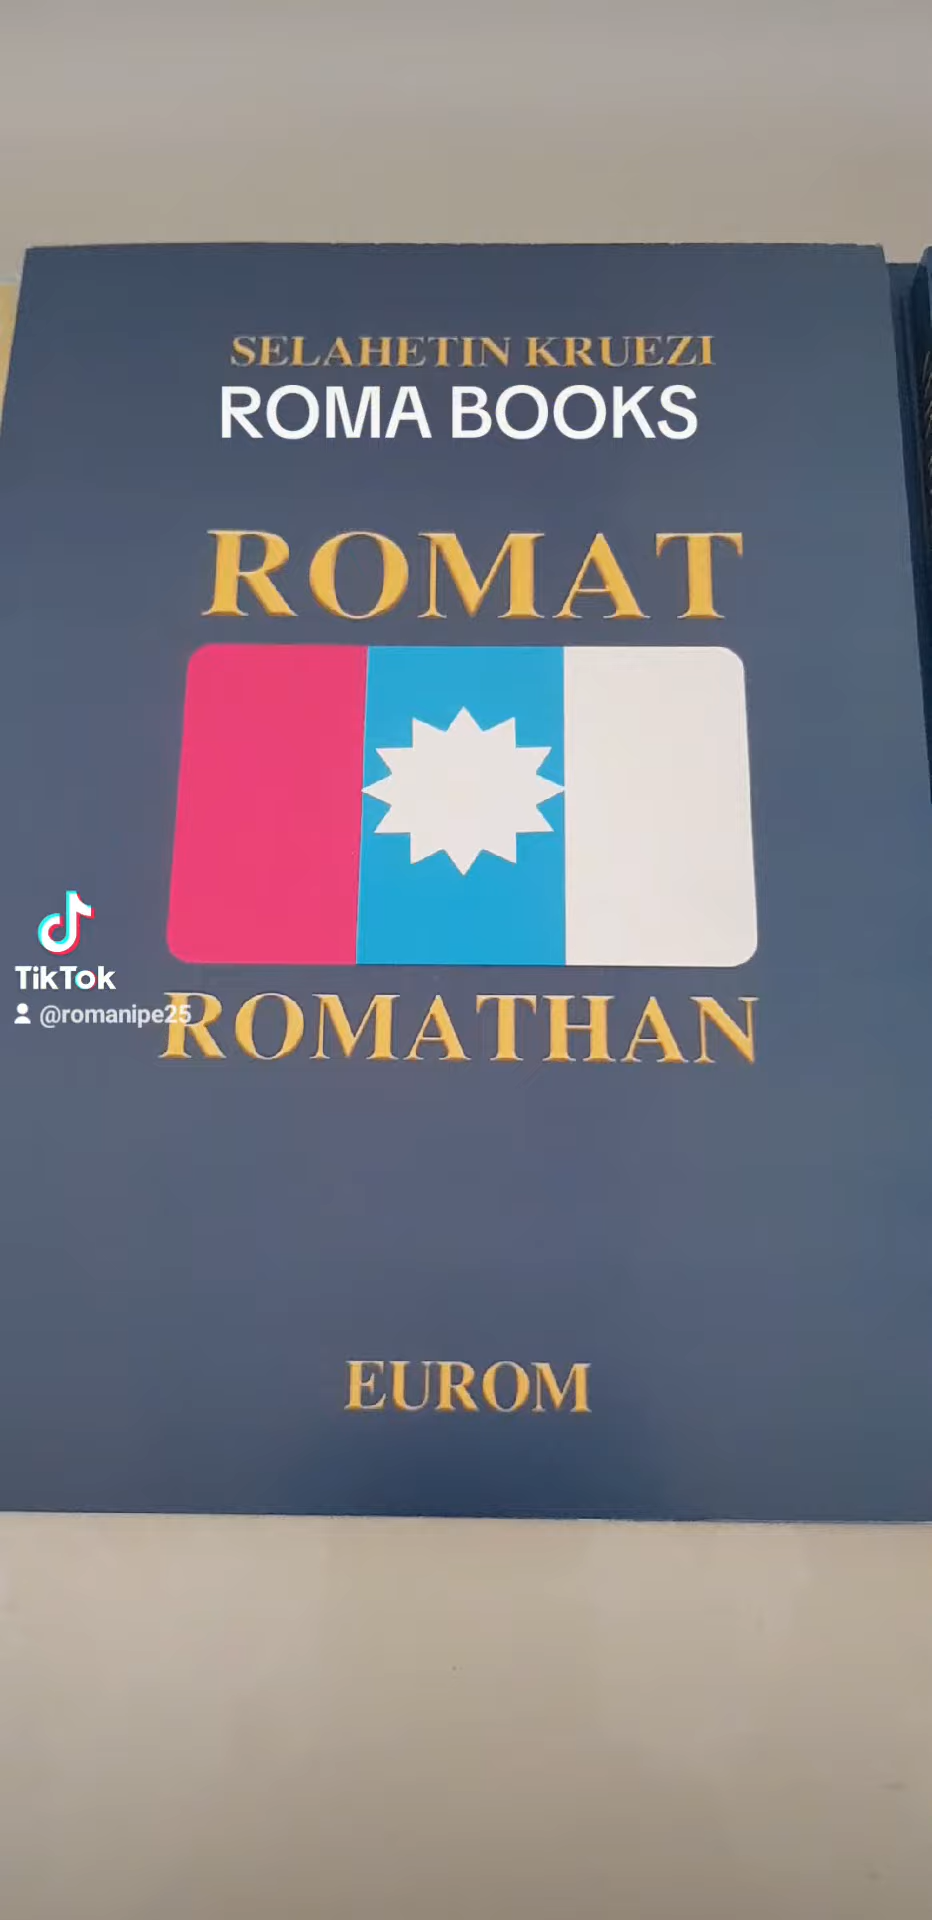 SELAHETIN KRUEZI
ROMA BOOKS
ROMAT
TikTok
@romanipe25
ROMATHAN
EUROM